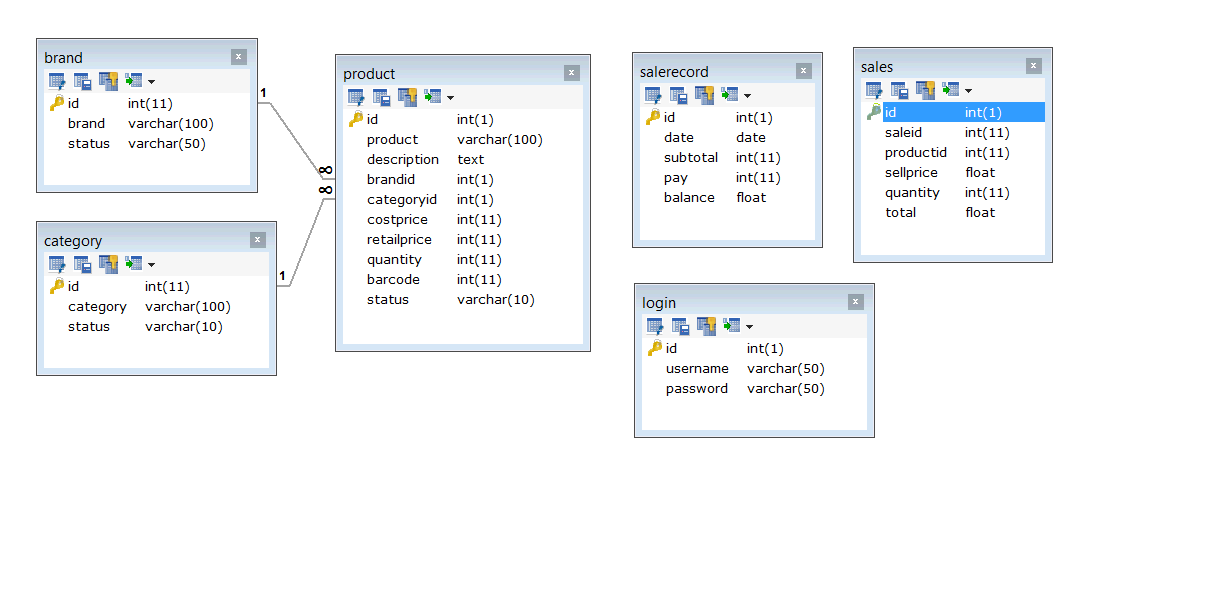 brand
id int(11)
brand varchar(100)
status varchar(50)
1
8
8
1
category
id int(11)
category varchar(100)
status varchar(10)
product
id int(1)
product varchar(100)
description text
brandid int(1)
categoryid int(1)
costprice int(11)
retailprice int(11)
quantity int(11)
barcode int(11)
status varchar(10)
salerecord
id int(1)
date date
subtotal int(11)
pay int(11)
balance float
sales
id int(1)
saleid int(11)
productid int(11)
sellprice float
quantity int(11)
total float
login
id int(1)
username varchar(50)
password varchar(50)